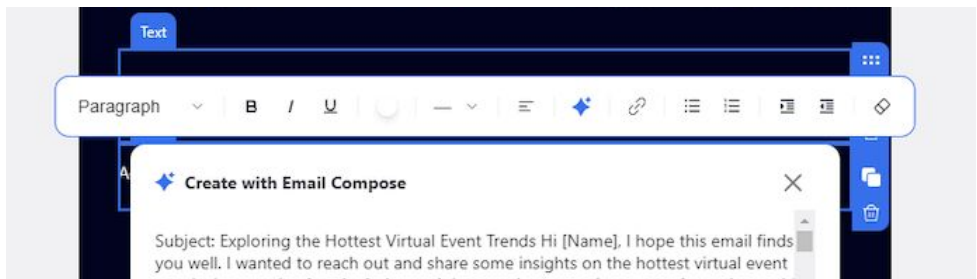 Text
Paragraph B I U
Create with Email Compose
Subject: Exploring the Hottest Virtual Event Trends Hi [Name], I hope this email finds
you well. I wanted to reach out and share some insights on the hottest virtual event